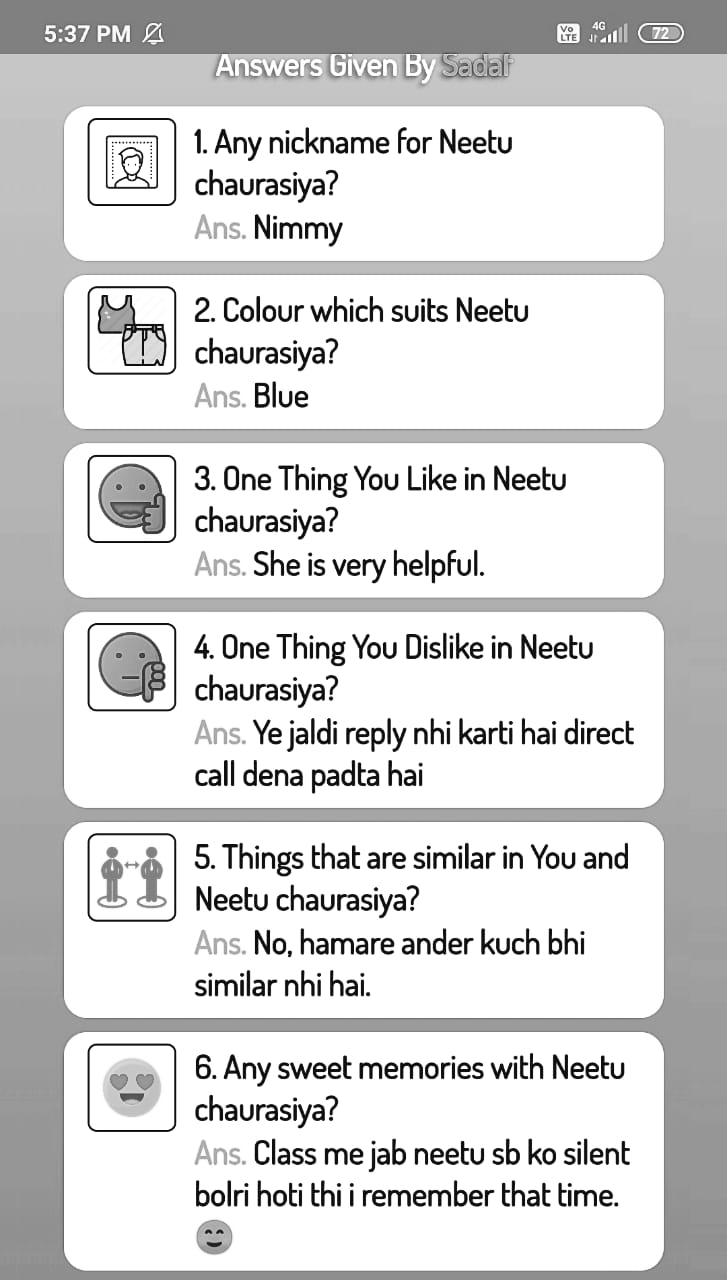 5:37 PM
Vo LTE 4G 72
Answers Given By Sadaf
1. Any nickname for Neetu
chaurasiya?
Ans. Nimmy
2. Colour which suits Neetu
chaurasiya?
Ans. Blue
3. One Thing You Like in Neetu
chaurasiya?
Ans. She is very helpful.
4. One Thing You Dislike in Neetu
chaurasiya?
Ans. Ye jaldi reply nhi karti hai direct
call dena padta hai
5. Things that are similar in You and
Neetu chaurasiya?
Ans. No, hamare ander kuch bhi
similar nhi hai.
6. Any sweet memories with Neetu
chaurasiya?
Ans. Class me jab neetu sb ko silent
bolri hoti thi i remember that time.
😊